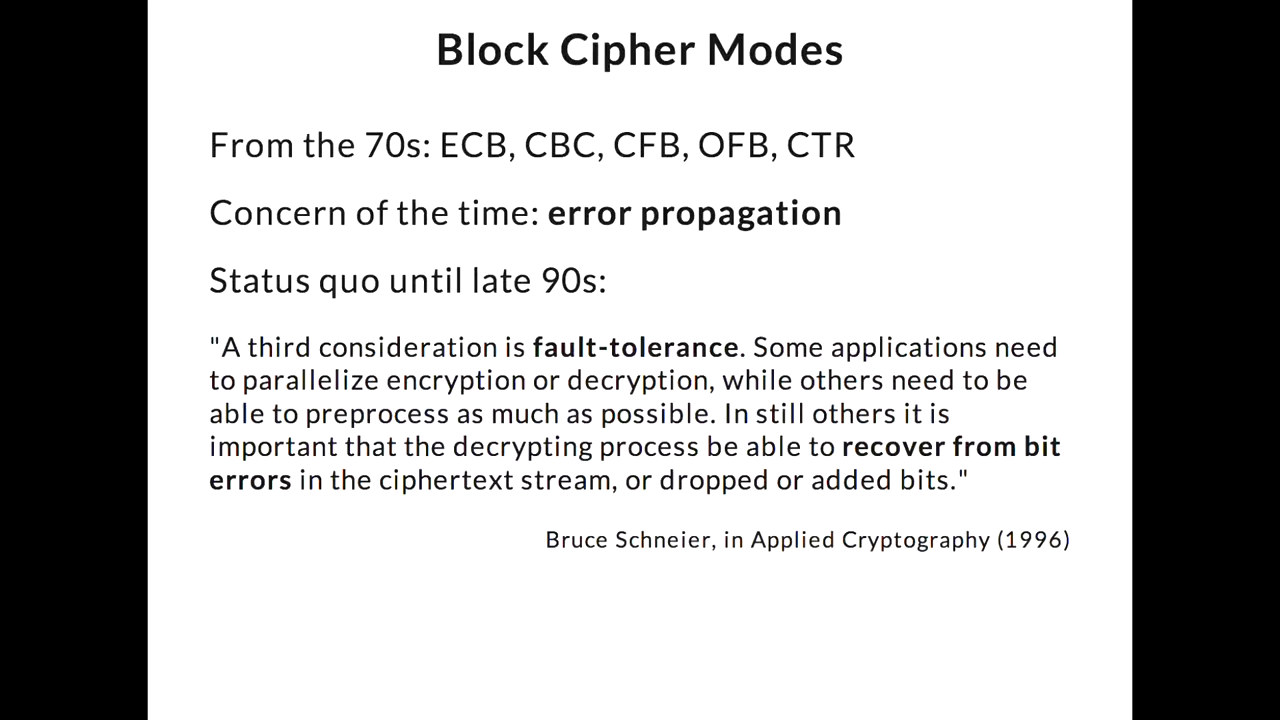 Block Cipher Modes
From the 70s: ECB, CBC, CFB, OFB, CTR
Concern of the time: error propagation
Status quo until late 90s:
"A third consideration is fault-tolerance. Some applications need
to parallelize encryption or decryption, while others need to be
able to preprocess as much as possible. In still others it is
important that the decrypting process be able to recover from bit
errors in the ciphertext stream, or dropped or added bits."
Bruce Schneier, in Applied Cryptography (1996)